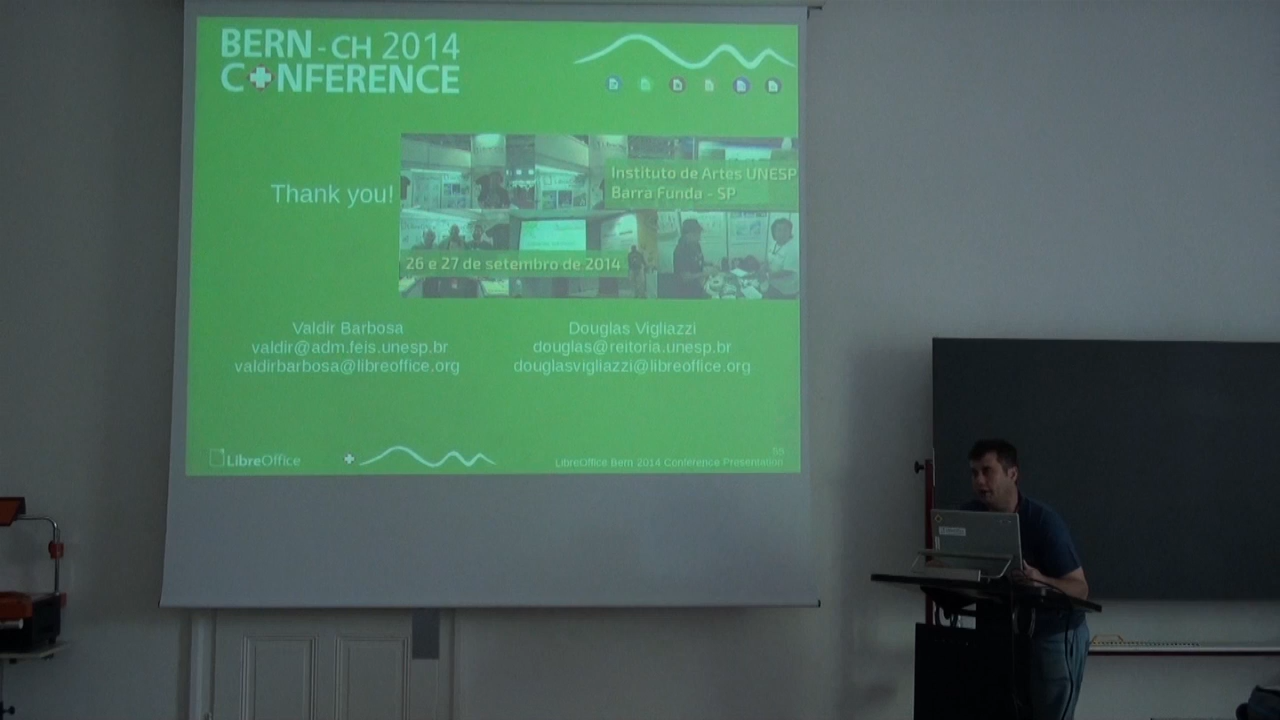 BERN - CH 2014
CONFERENCE
Thank you!
Instituto de Artes UNESP
Barra Funda - SP
26 e 27 de setembro de 2014
Valdir Barbosa
valdir@adm.feis.unesp.br
valdirbarbosa@libreoffice.org
Douglas Vigliazzi
douglas@reitoria.unesp.br
douglasvigliazzi@libreoffice.org
LibreOffice
LibreOffice Bern 2014 Conference Presentation